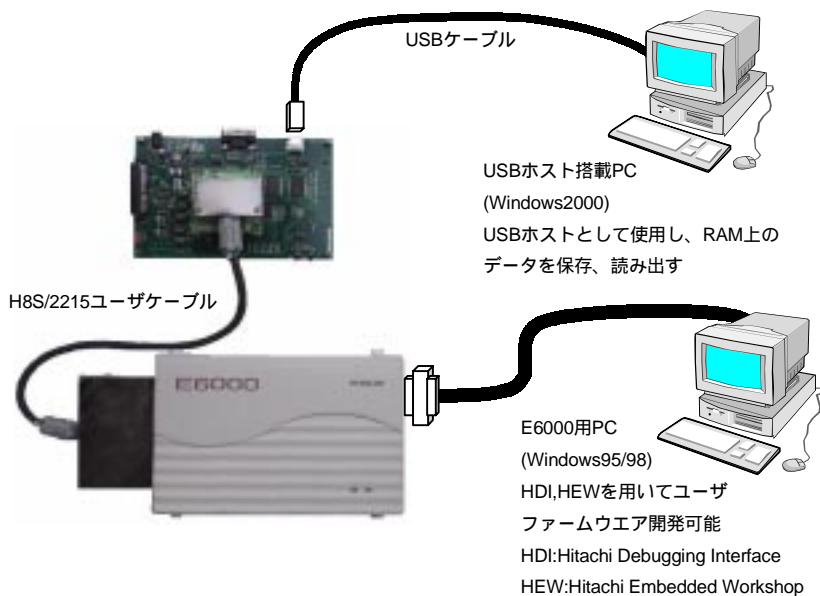 USBケーブル
USBホスト搭載PC
(Windows2000)
USBホストとして使用し、RAM上の
データを保存、読み出す
H8S/2215ユーザケーブル
E6000
E6000用PC
(Windows95/98)
HDI,HEWを用いてユーザ
ファームウエア開発可能
HDI:Hitachi Debugging Interface
HEW:Hitachi Embedded Workshop